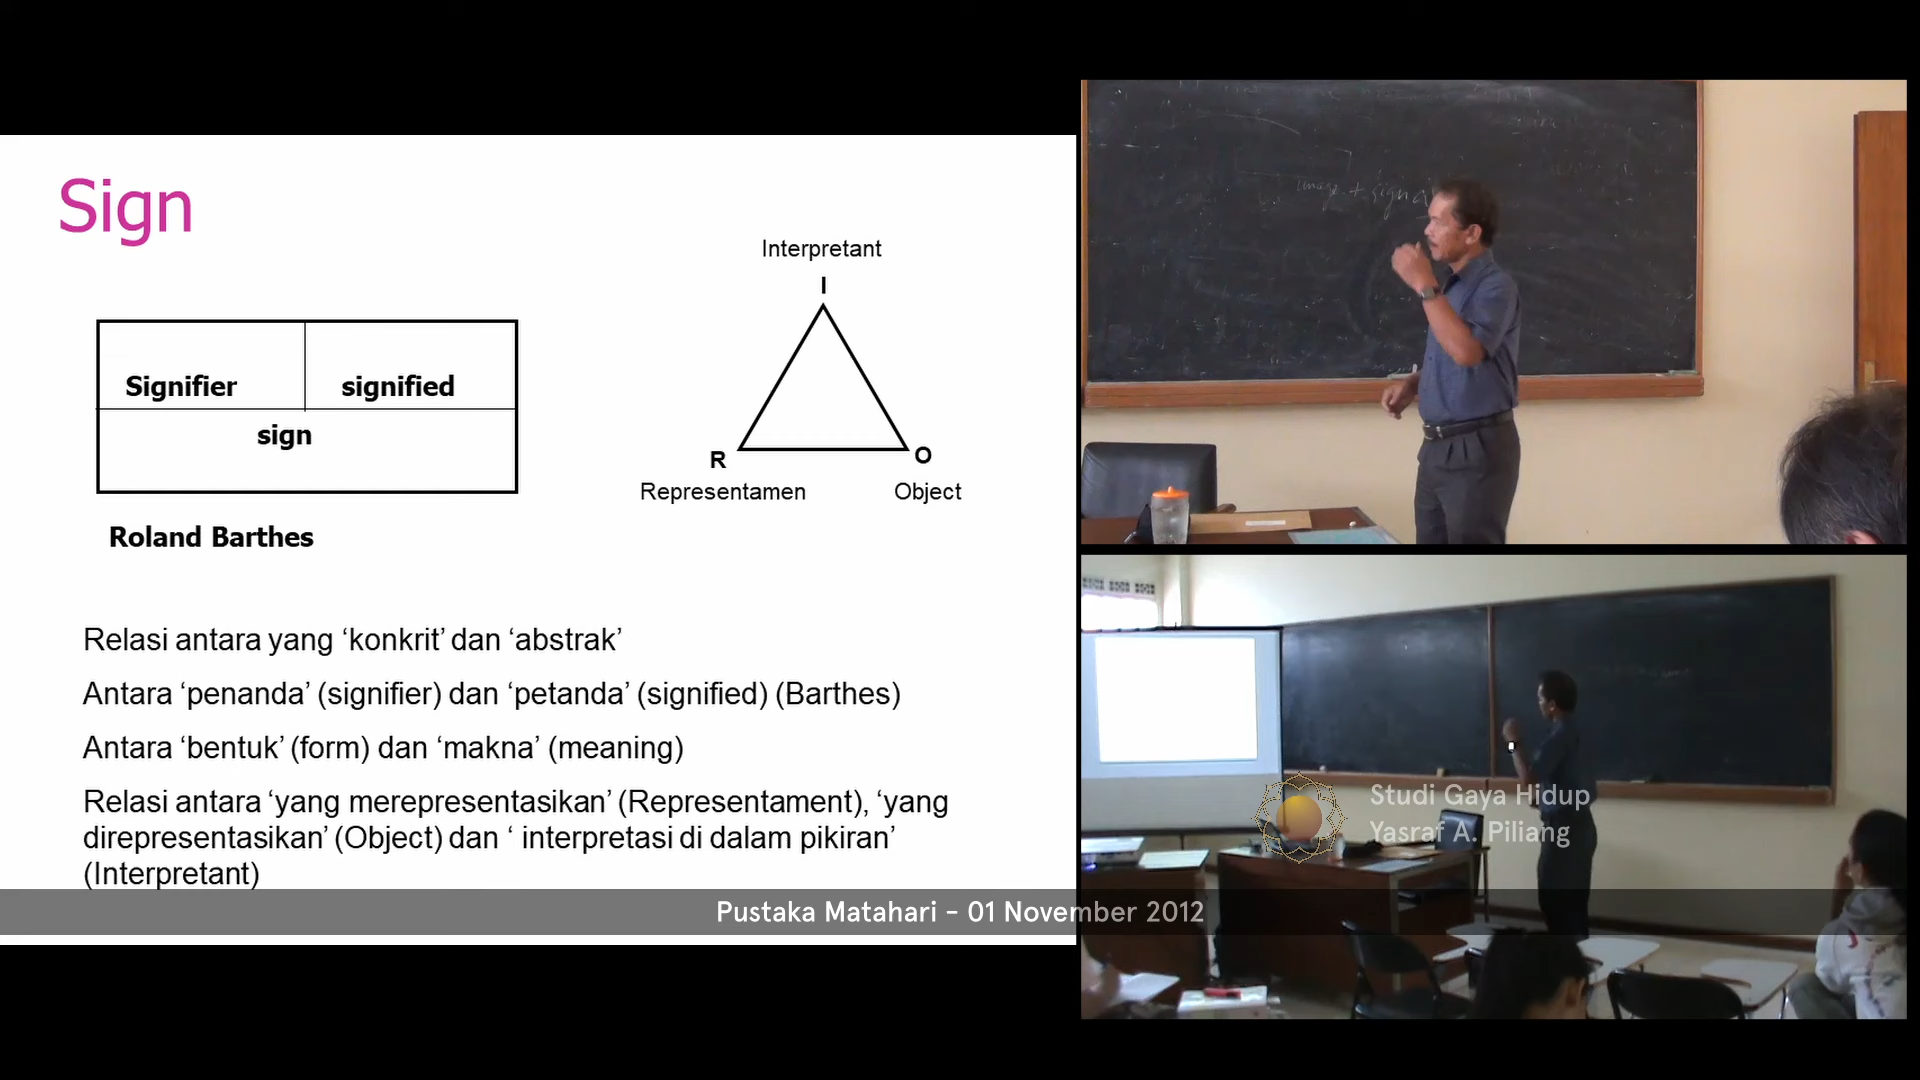 Sign
Interpretant
I
Signifier signified
sign
R
O
Representamen Object
Roland Barthes
Relasi antara yang ‘konkrit’ dan ‘abstrak’
Antara ‘penanda’ (signifier) dan ‘petanda’ (signified) (Barthes)
Antara ‘bentuk’ (form) dan ‘makna’ (meaning)
Relasi antara ‘yang merepresentasikan’ (Representament), ‘yang
direpresentasikan’ (Object) dan ‘ interpretasi di dalam pikiran’
(Interpretant)
image + sign
Studi Gaya Hidup
Yasraf A. Piliang
Pustaka Matahari - 01 November 2012